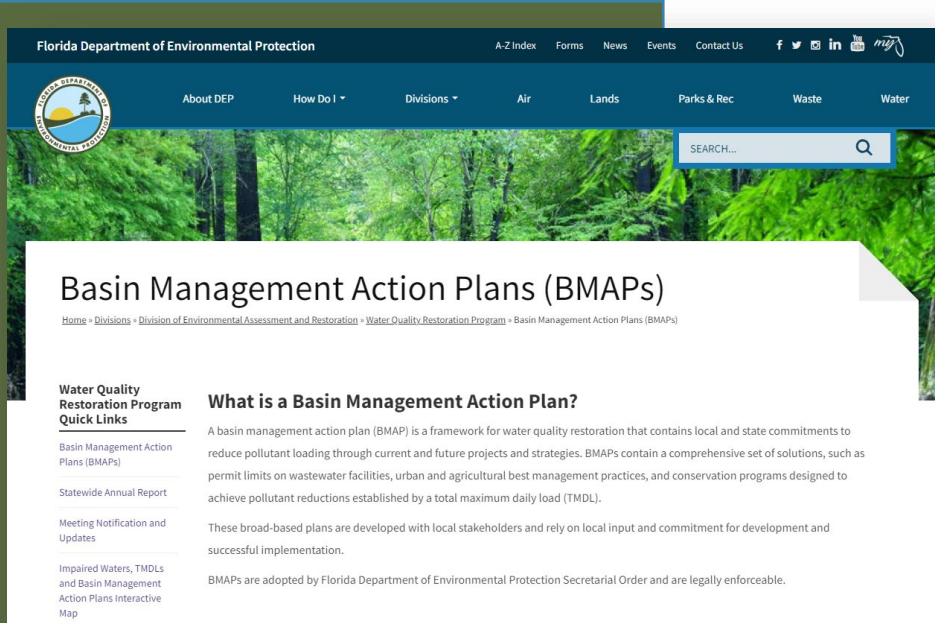 Florida Department of Environmental Protection
A-Z Index Forms News Events Contact Us
FLORIDA DEPARTMENT OF ENVIRONMENTAL PROTECTION
About DEP How Do I Divisions Air Lands Parks & Rec Waste Water
SEARCH...
Basin Management Action Plans (BMAPs)
Home » Divisions » Division of Environmental Assessment and Restoration » Water Quality Restoration Program » Basin Management Action Plans (BMAPs)
Water Quality
Restoration Program
Quick Links
Basin Management Action
Plans (BMAPs)
Statewide Annual Report
Meeting Notification and
Updates
Impaired Waters, TMDLs
and Basin Management
Action Plans Interactive
Map
What is a Basin Management Action Plan?
A basin management action plan (BMAP) is a framework for water quality restoration that contains local and state commitments to
reduce pollutant loading through current and future projects and strategies. BMAPs contain a comprehensive set of solutions, such as
permit limits on wastewater facilities, urban and agricultural best management practices, and conservation programs designed to
achieve pollutant reductions established by a total maximum daily load (TMDL).
These broad-based plans are developed with local stakeholders and rely on local input and commitment for development and
successful implementation.
BMAPs are adopted by Florida Department of Environmental Protection Secretarial Order and are legally enforceable.